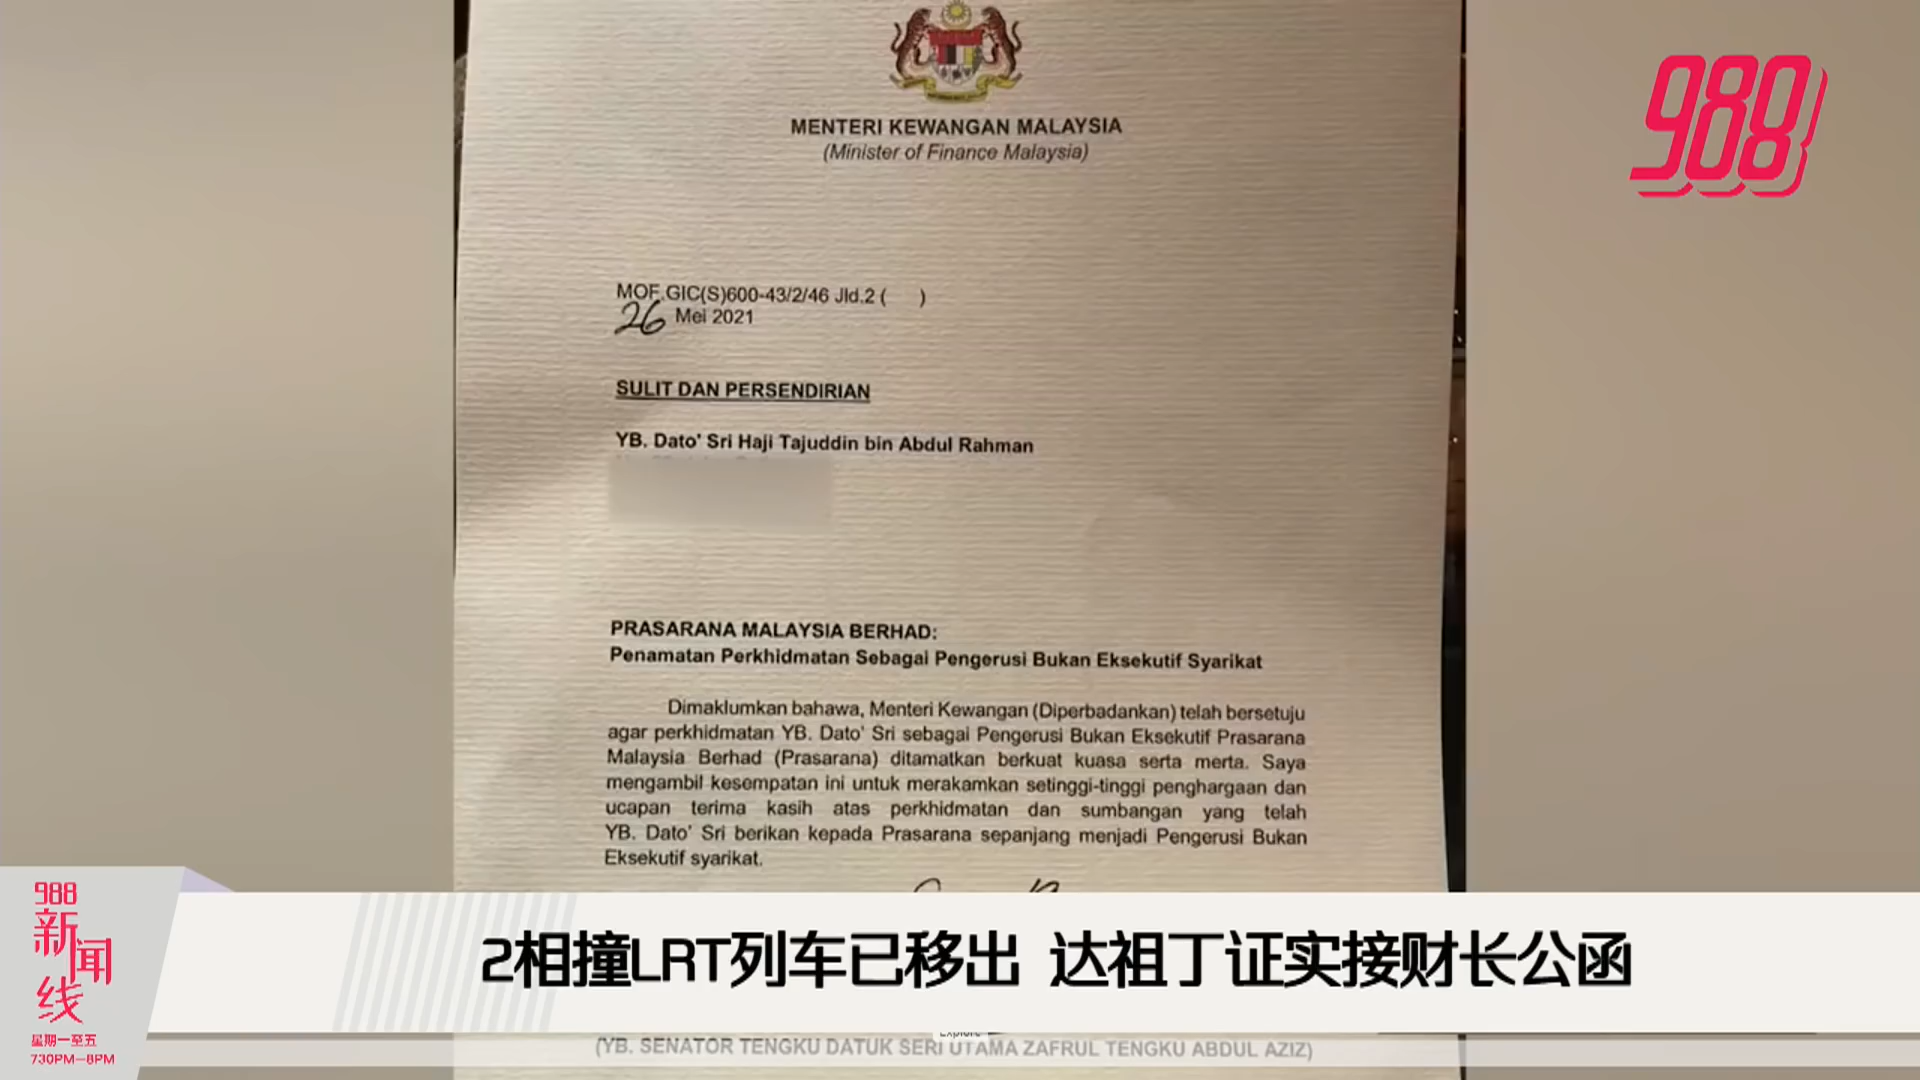 988
MENTERI KEWANGAN MALAYSIA
(Minister of Finance Malaysia)
MOF.GIC(S)600-43/2/46 Jld.2 (      )
26 Mei 2021
SULIT DAN PERSENDIRIAN
YB. Dato' Sri Haji Tajuddin bin Abdul Rahman
PRASARANA MALAYSIA BERHAD:
Penamatan Perkhidmatan Sebagai Pengerusi Bukan Eksekutif Syarikat
Dimaklumkan bahawa, Menteri Kewangan (Diperbadankan) telah bersetuju
agar perkhidmatan YB. Dato' Sri sebagai Pengerusi Bukan Eksekutif Prasarana
Malaysia Berhad (Prasarana) ditamatkan berkuat kuasa serta merta. Saya
mengambil kesempatan ini untuk merakamkan setinggi-tinggi penghargaan dan
ucapan terima kasih atas perkhidmatan dan sumbangan yang telah
YB. Dato' Sri berikan kepada Prasarana sepanjang menjadi Pengerusi Bukan
Eksekutif syarikat.
988
新闻线
星期一至五
730PM-8PM
2相撞LRT列车已移出 达祖丁证实接财长公函
(YB. SENATOR TENGKU DATUK SERI UTAMA ZAFRUL TENGKU ABDUL AZIZ)